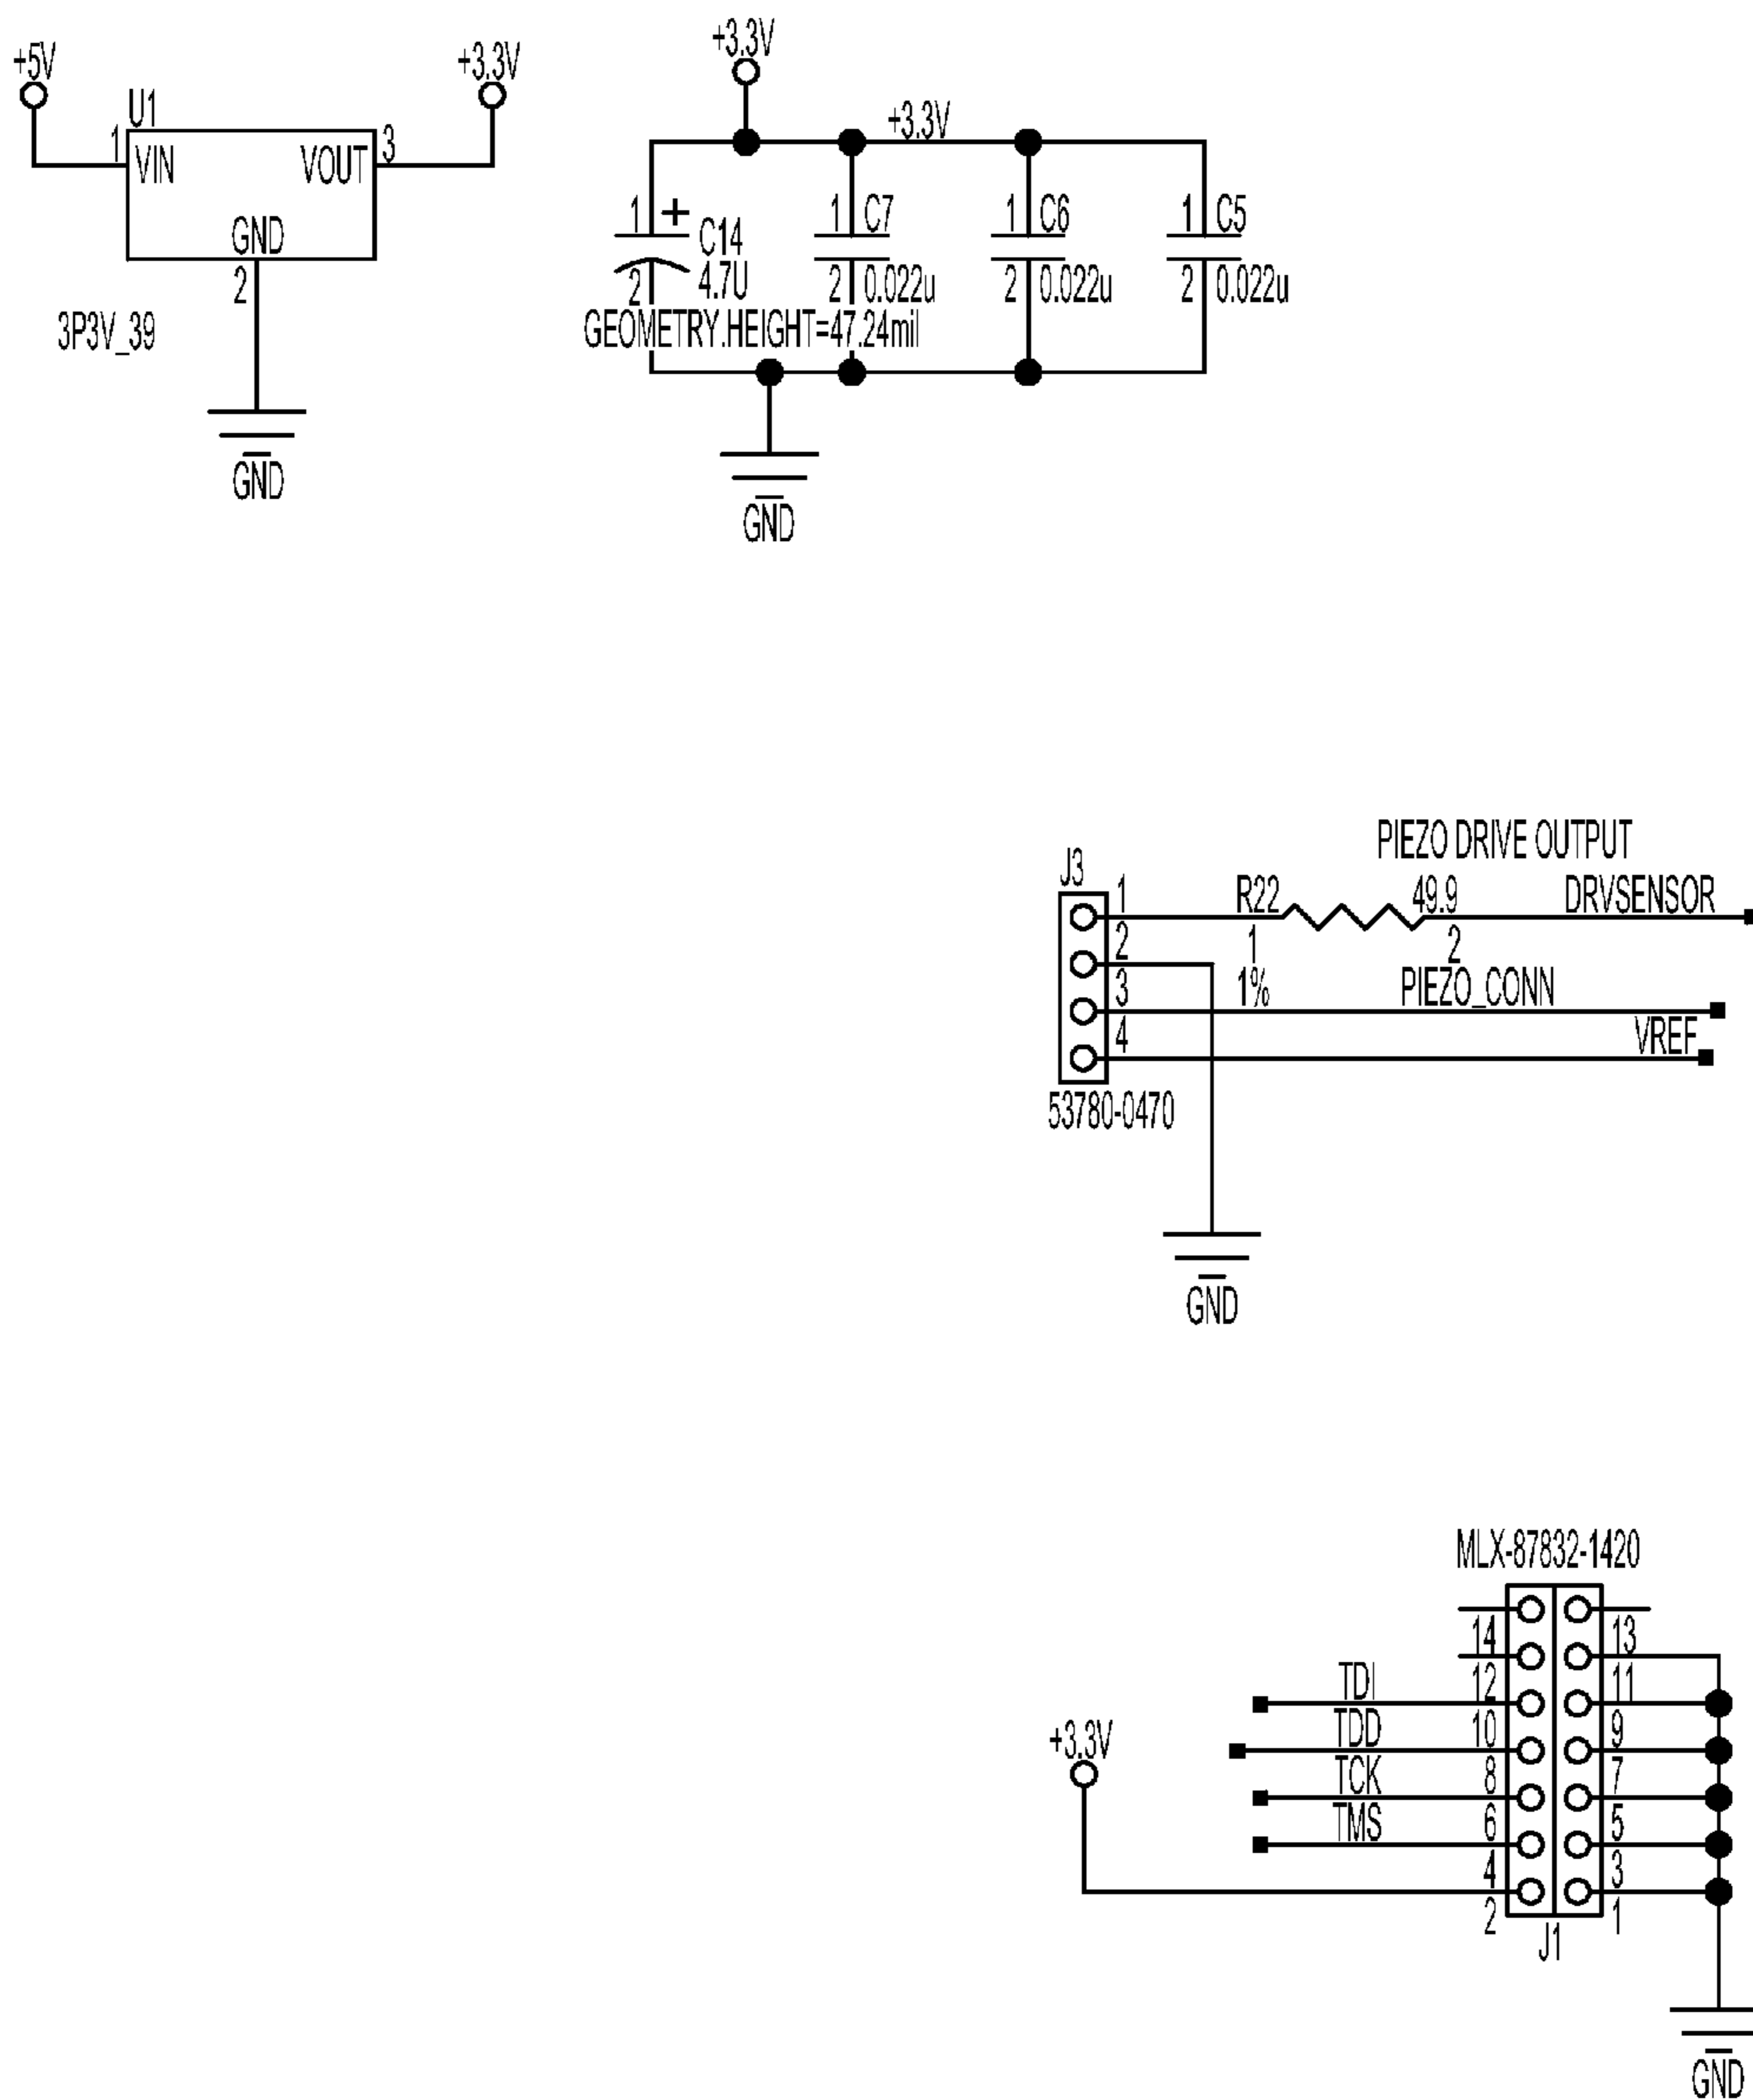 +5V
+3.3V
U1
1
VIN
VOUT
3
GND
2
3P3V_39
GND
+3.3V
+3.3V
1
+
C14
4.7U
2
1
C7
2
0.022u
1
C6
2
0.022u
1
C5
2
0.022u
GEOMETRY.HEIGHT=47.24mil
GND
PIEZO DRIVE OUTPUT
J3
1
R22
49.9
DRVSENSOR
2
1
2
3
1%
PIEZO_CONN
4
VREF
53780-0470
GND
MLX-87832-1420
14
13
TDI
12
11
TDD
10
9
+3.3V
TCK
8
7
TMS
6
5
4
3
2
1
J1
GND